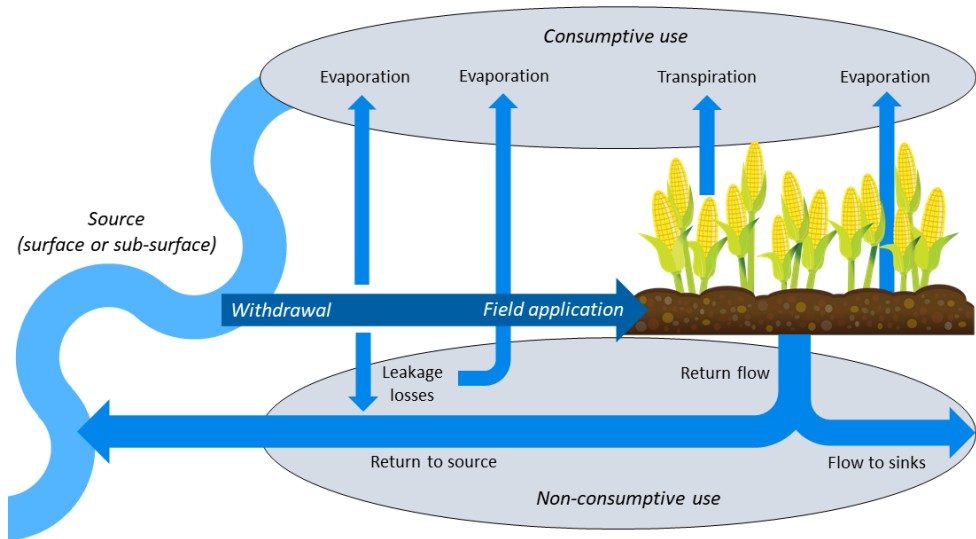 Consumptive use
Evaporation
Evaporation
Transpiration
Evaporation
Source
(surface or sub-surface)
Withdrawal
Field application
Leakage
losses
Return flow
Return to source
Flow to sinks
Non-consumptive use